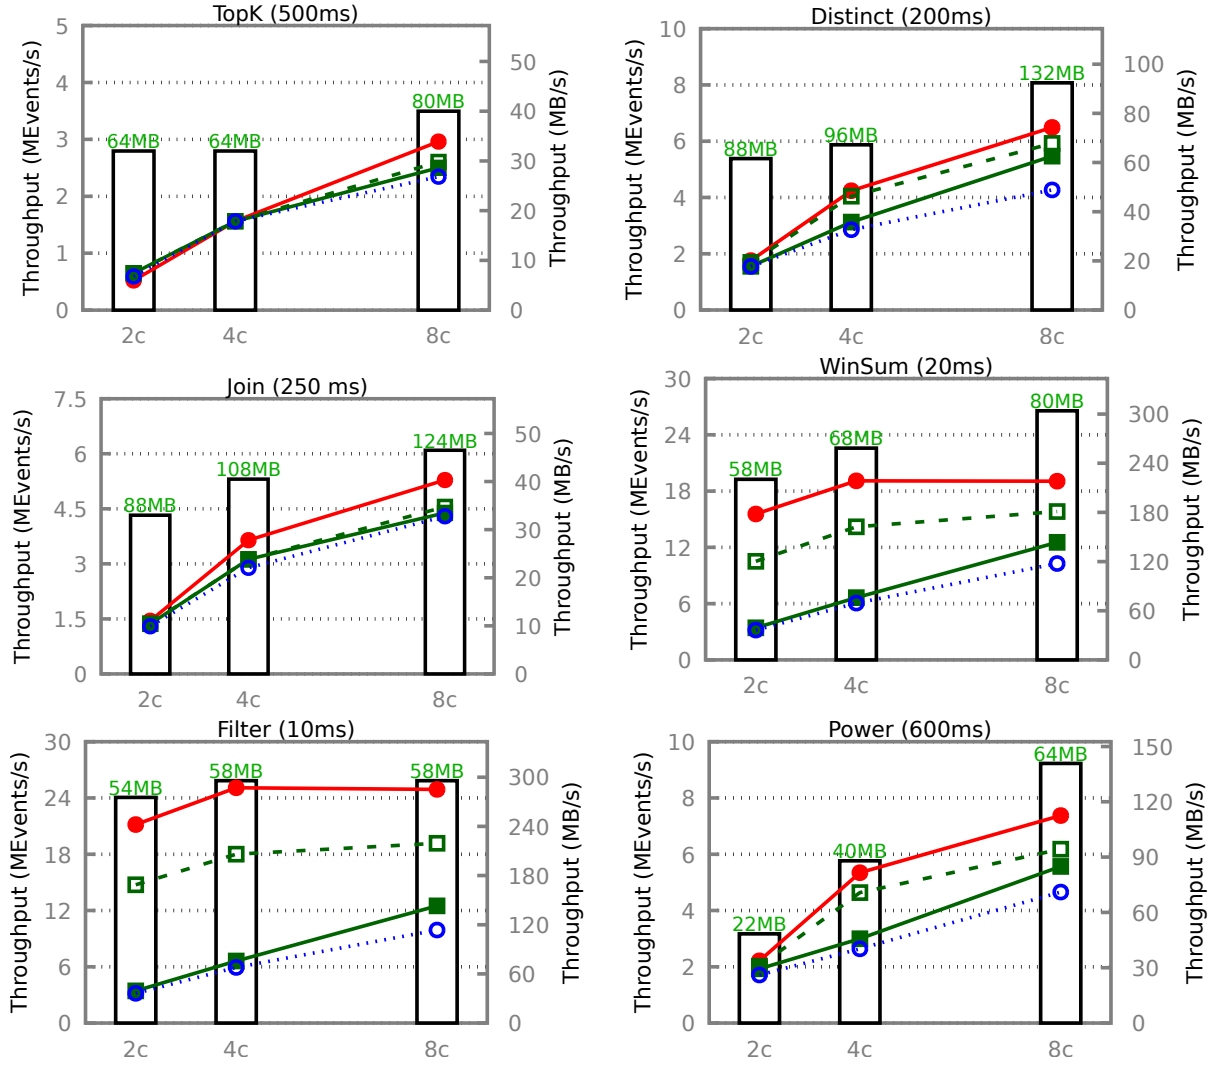 TopK (500ms)
Throughput (MEvents/s)
5
4
3
2
1
0
64MB
64MB
80MB
50
40
30
20
10
0
Throughput (MB/s)
2c
4c
8c
Distinct (200ms)
Throughput (MEvents/s)
10
8
6
4
2
0
88MB
96MB
132MB
100
80
60
40
20
0
Throughput (MB/s)
2c
4c
8c
Join (250 ms)
Throughput (MEvents/s)
7.5
6
4.5
3
1.5
0
88MB
108MB
124MB
50
40
30
20
10
0
Throughput (MB/s)
2c
4c
8c
WinSum (20ms)
Throughput (MEvents/s)
30
24
18
12
6
0
58MB
68MB
80MB
300
240
180
120
60
0
Throughput (MB/s)
2c
4c
8c
Filter (10ms)
Throughput (MEvents/s)
30
24
18
12
6
0
54MB
58MB
58MB
300
240
180
120
60
0
Throughput (MB/s)
2c
4c
8c
Power (600ms)
Throughput (MEvents/s)
10
8
6
4
2
0
22MB
40MB
64MB
150
120
90
60
30
0
Throughput (MB/s)
2c
4c
8c